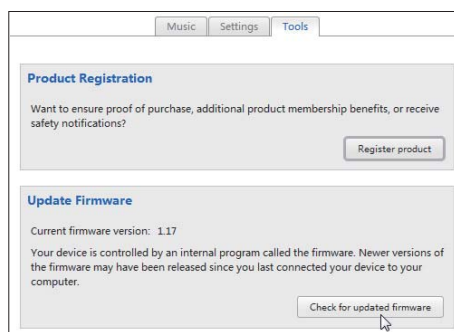 Music Settings Tools
Product Registration
Want to ensure proof of purchase, additional product membership benefits, or receive
safety notifications?
Register product
Update Firmware
Current firmware version: 1.17
Your device is controlled by an internal program called the firmware. Newer versions of
the firmware may have been released since you last connected your device to your
computer.
Check for updated firmware